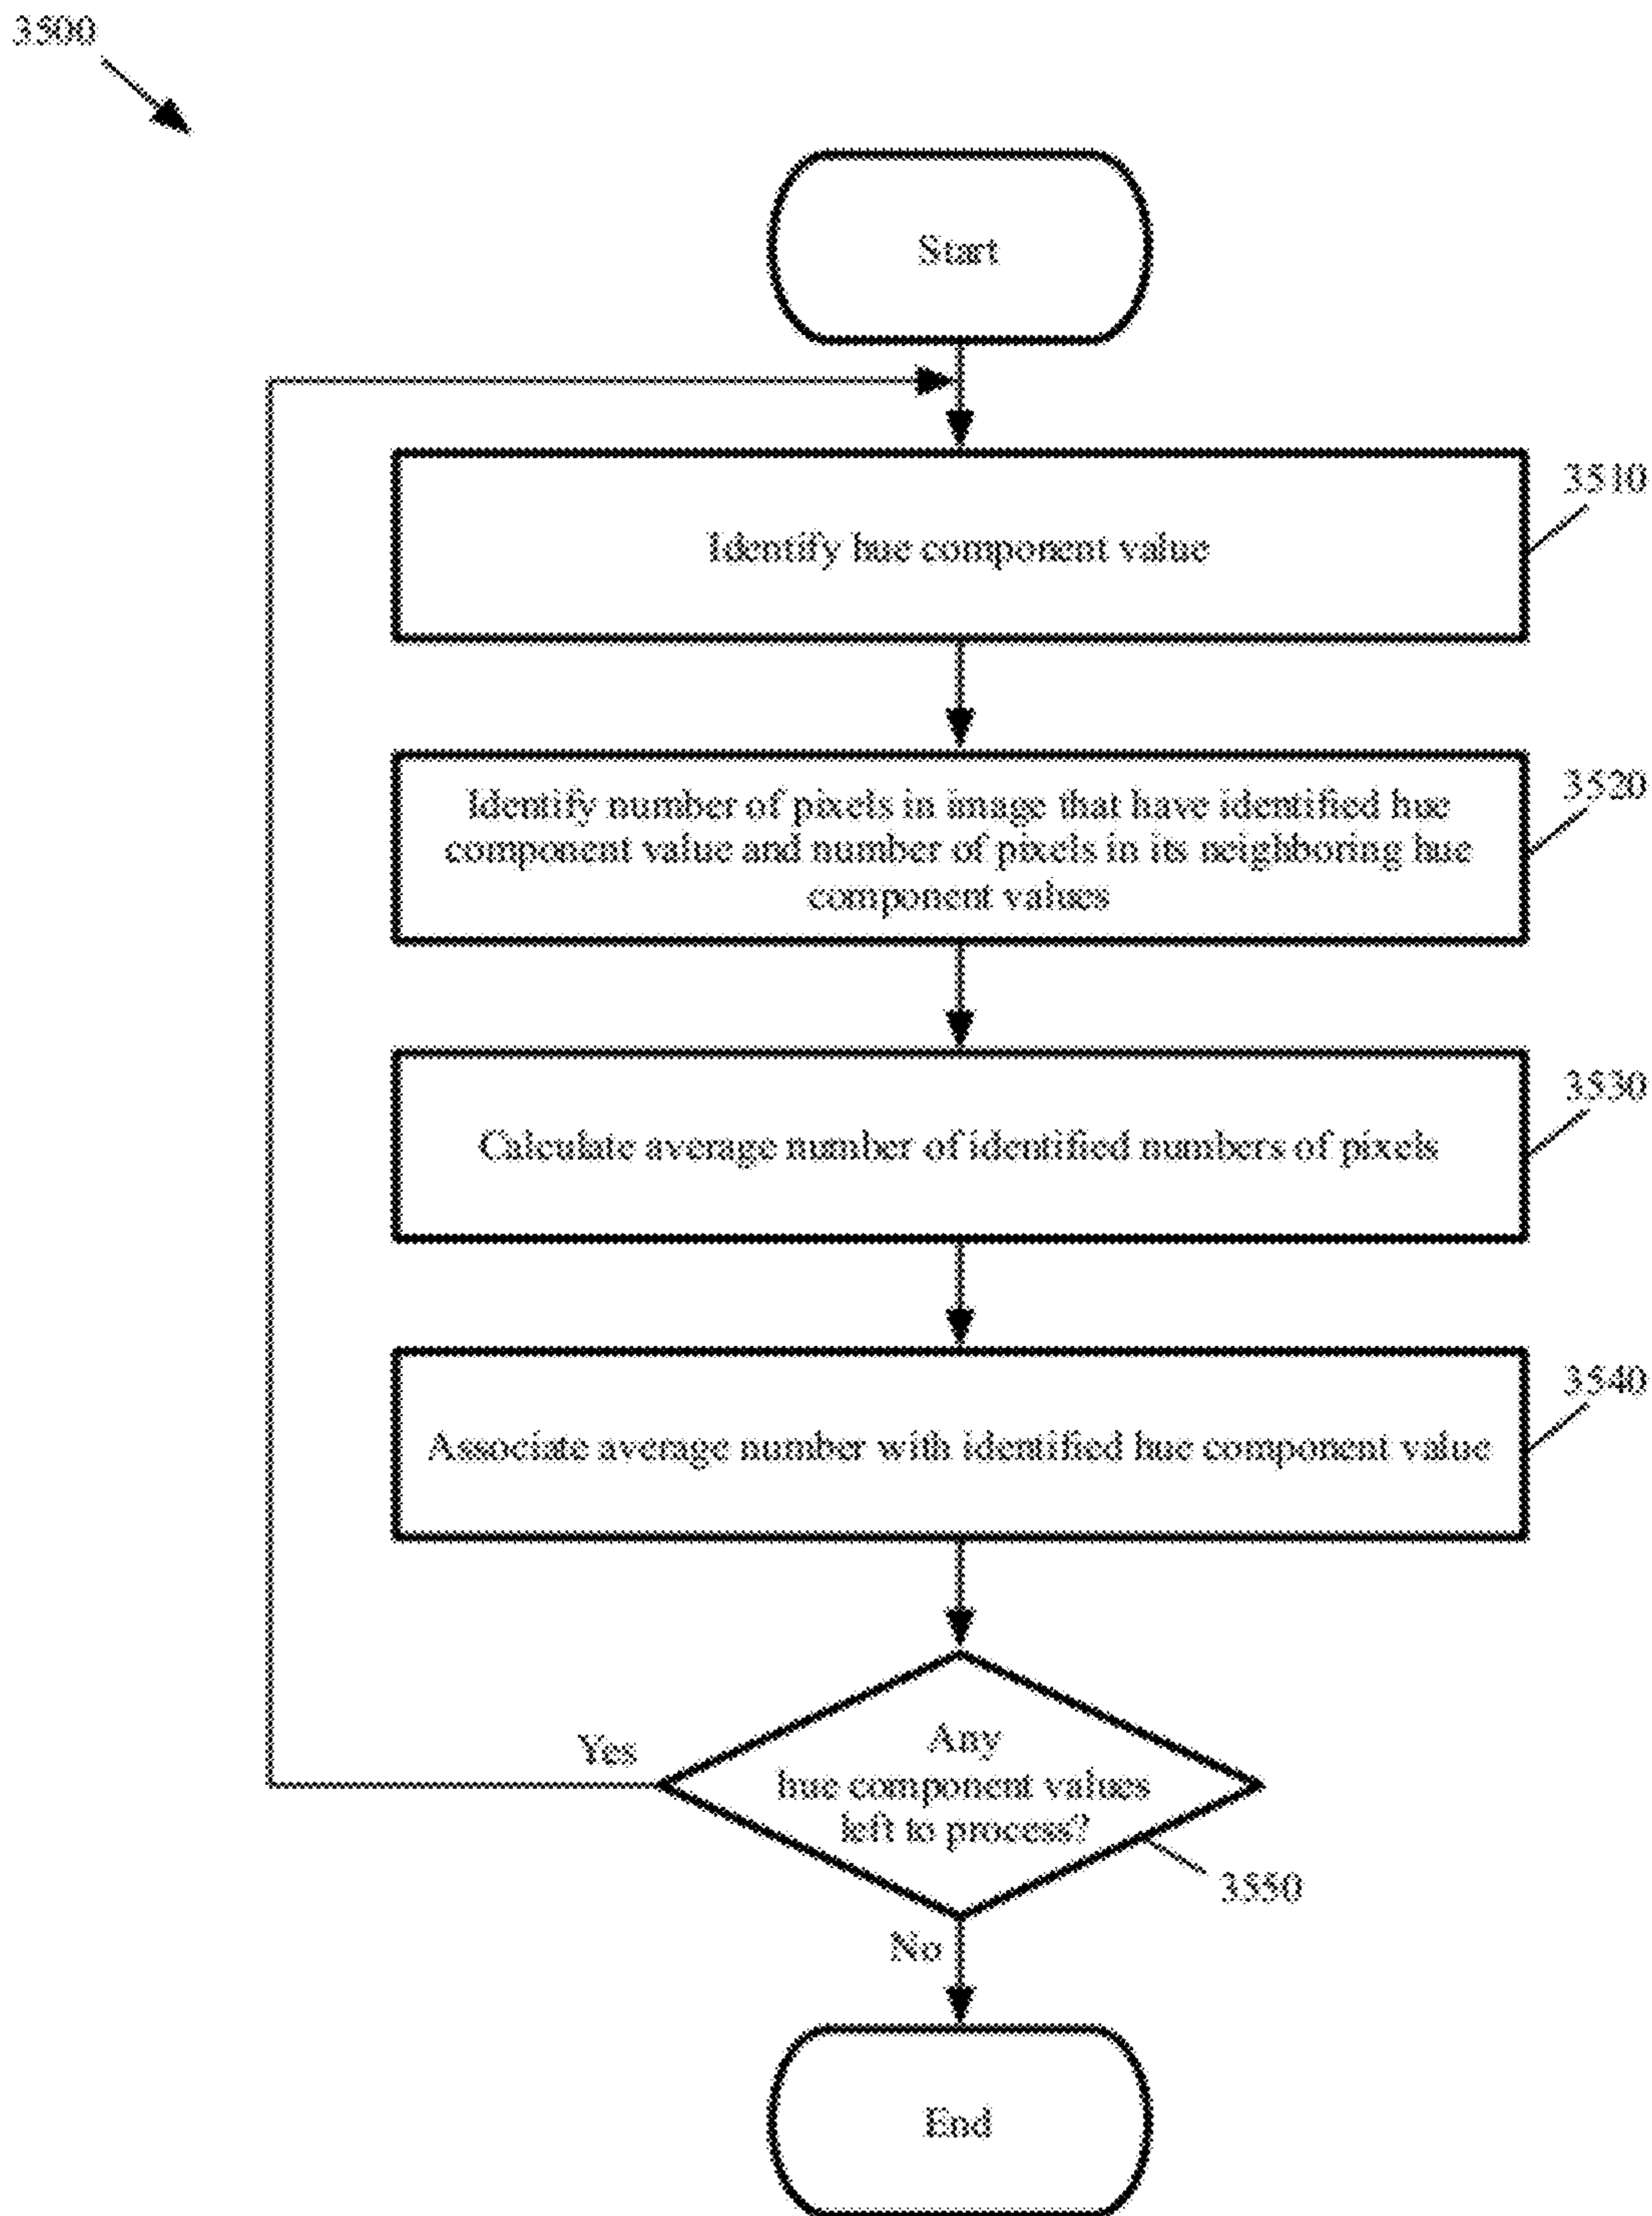 3500
Start
3510
Identify hue component value
3520
Identify number of pixels in image that have identified hue
component value and number of pixels in its neighboring hue
component values
3530
Calculate average number of identified numbers of pixels
3540
Associate average number with identified hue component value
Yes
Any
hue component values
left to process?
3550
No
End